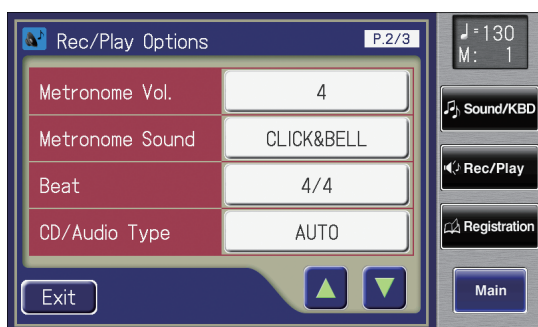 Rec/Play Options P.2/3
Metronome Vol. 4
Metronome Sound CLICK&BELL
Beat 4/4
CD/Audio Type AUTO
Exit
♩=130
M: 1
Sound/KBD
Rec/Play
Registration
Main